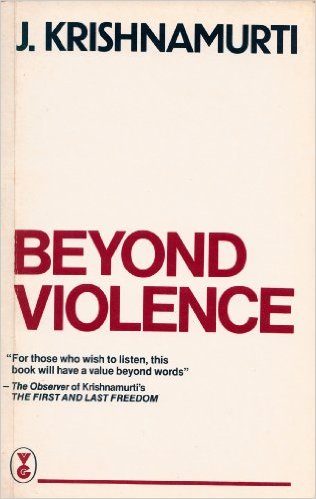 J. KRISHNAMURTI
BEYOND
VIOLENCE
“For those who wish to listen, this
book will have a value beyond words”
– The Observer of Krishnamurti's
THE FIRST AND LAST FREEDOM
VG